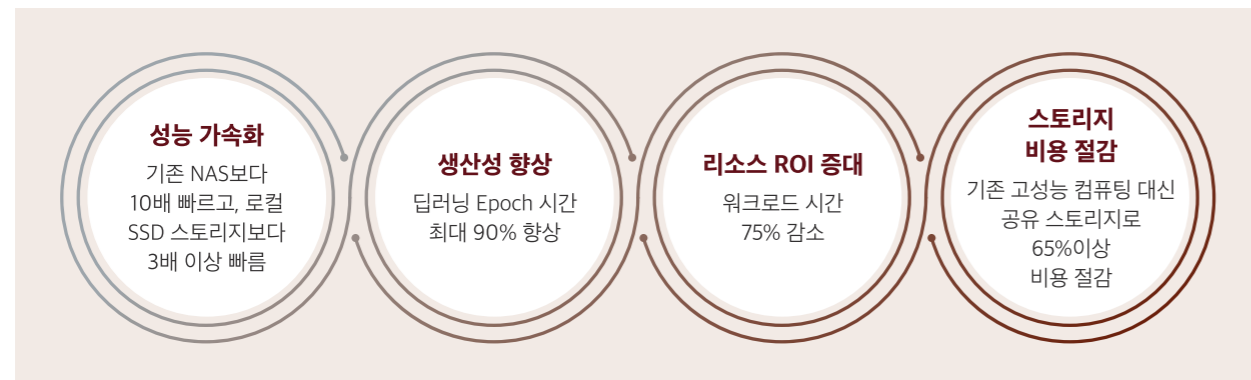 성능 가속화
기존 NAS보다
10배 빠르고, 로컬
SSD 스토리지보다
3배 이상 빠름
생산성 향상
딥러닝 Epoch 시간
최대 90% 향상
리소스 ROI 증대
워크로드 시간
75% 감소
스토리지
비용 절감
기존 고성능 컴퓨팅 대신
공유 스토리지로
65%이상
비용 절감